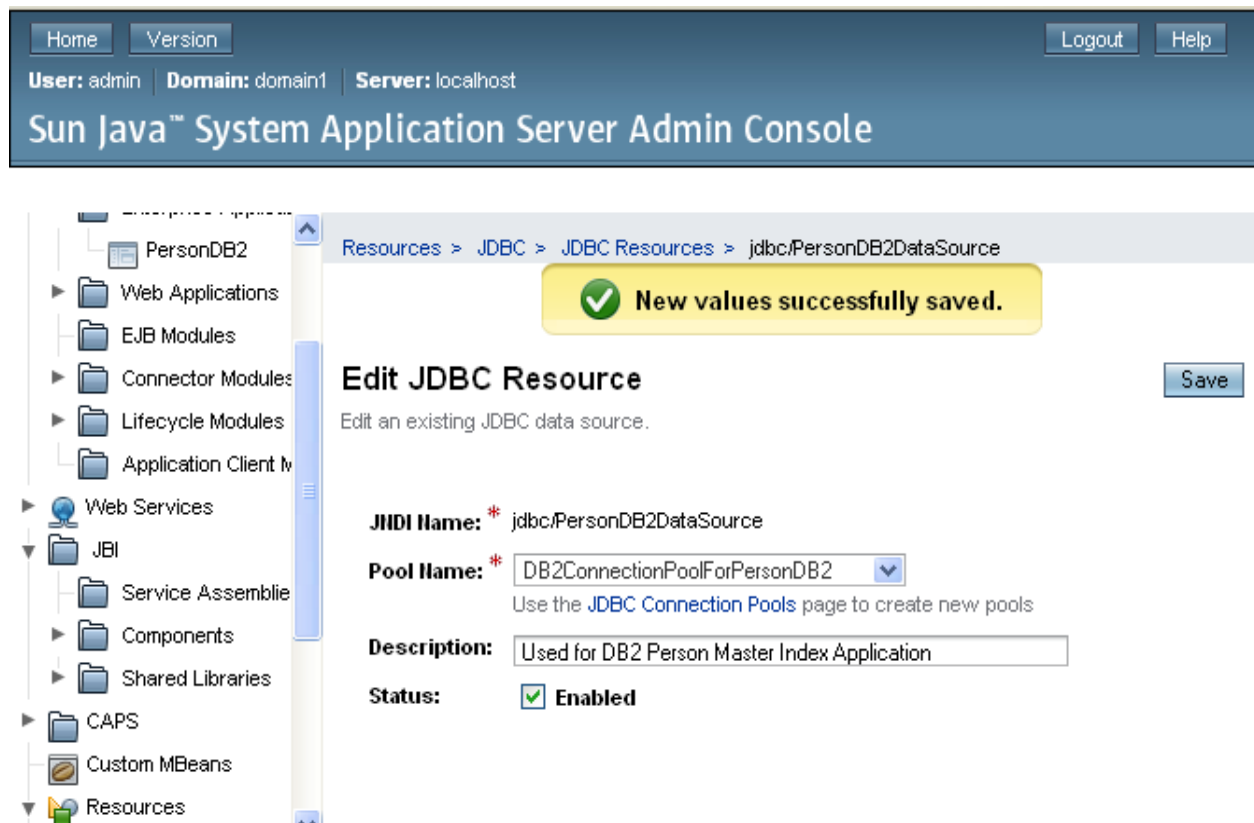 Home Version Logout Help
User: admin Domain: domain1 Server: localhost
Sun Java™ System Application Server Admin Console
PersonDB2
Web Applications
EJB Modules
Connector Modules
Lifecycle Modules
Application Client M
Web Services
JBI
Service Assemblie
Components
Shared Libraries
CAPS
Custom MBeans
Resources
Resources > JDBC > JDBC Resources > jdbc/PersonDB2DataSource
New values successfully saved.
Edit JDBC Resource
Save
Edit an existing JDBC data source.
JNDI Name: * jdbc/PersonDB2DataSource
Pool Name: * DB2ConnectionPoolForPersonDB2
Use the JDBC Connection Pools page to create new pools
Description: Used for DB2 Person Master Index Application
Status: Enabled